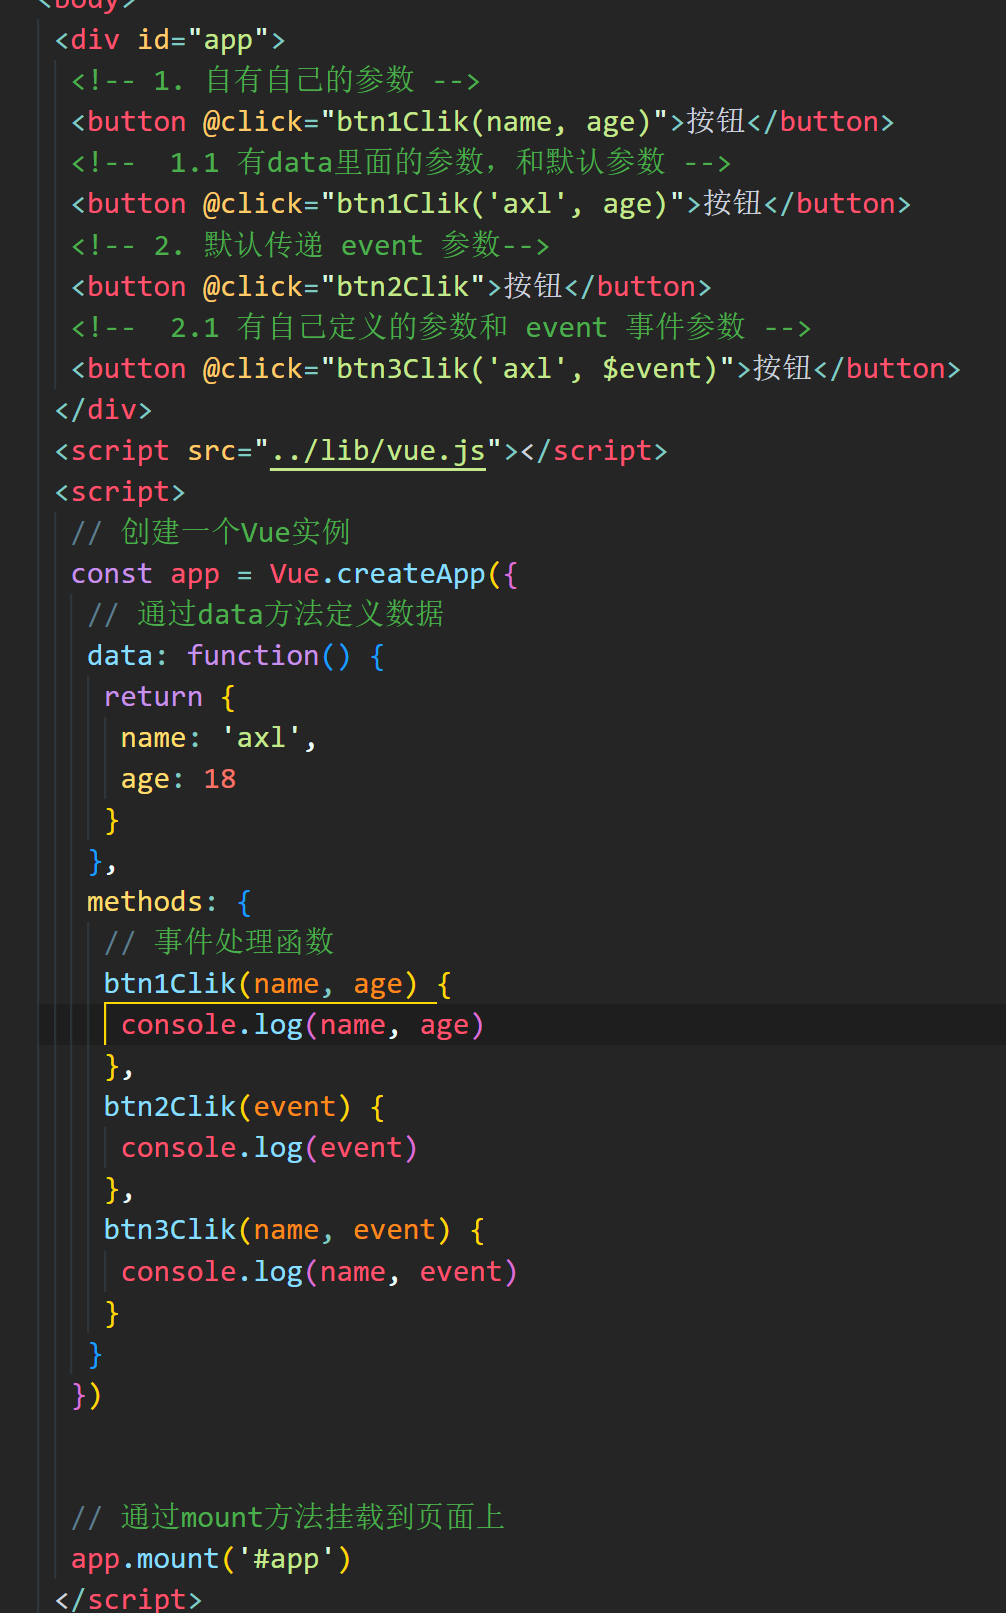 <body>
<div id="app">
<!-- 1. 自有自己的参数 -->
<button @click="btn1Clik(name, age)">按钮</button>
<!--  1.1 有data里面的参数，和默认参数 -->
<button @click="btn1Clik('axl', age)">按钮</button>
<!-- 2. 默认传递 event 参数-->
<button @click="btn2Clik">按钮</button>
<!--  2.1 有自己定义的参数和 event 事件参数 -->
<button @click="btn3Clik('axl', $event)">按钮</button>
</div>
<script src="../lib/vue.js"></script>
<script>
// 创建一个Vue实例
const app = Vue.createApp({
// 通过data方法定义数据
data: function() {
return {
name: 'axl',
age: 18
}
},
methods: {
// 事件处理函数
btn1Clik(name, age) {
console.log(name, age)
},
btn2Clik(event) {
console.log(event)
},
btn3Clik(name, event) {
console.log(name, event)
}
}
})
// 通过mount方法挂载到页面上
app.mount('#app')
</script>